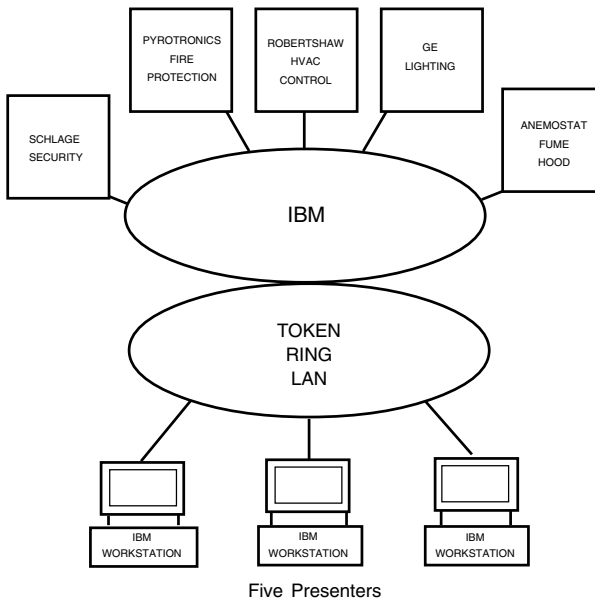 PYROTRONICS
FIRE
PROTECTION
ROBERTSHAW
HVAC
CONTROL
GE
LIGHTING
SCHLAGE
SECURITY
ANEMOSTAT
FUME
HOOD
IBM
TOKEN
RING
LAN
IBM
WORKSTATION
IBM
WORKSTATION
IBM
WORKSTATION
Five Presenters